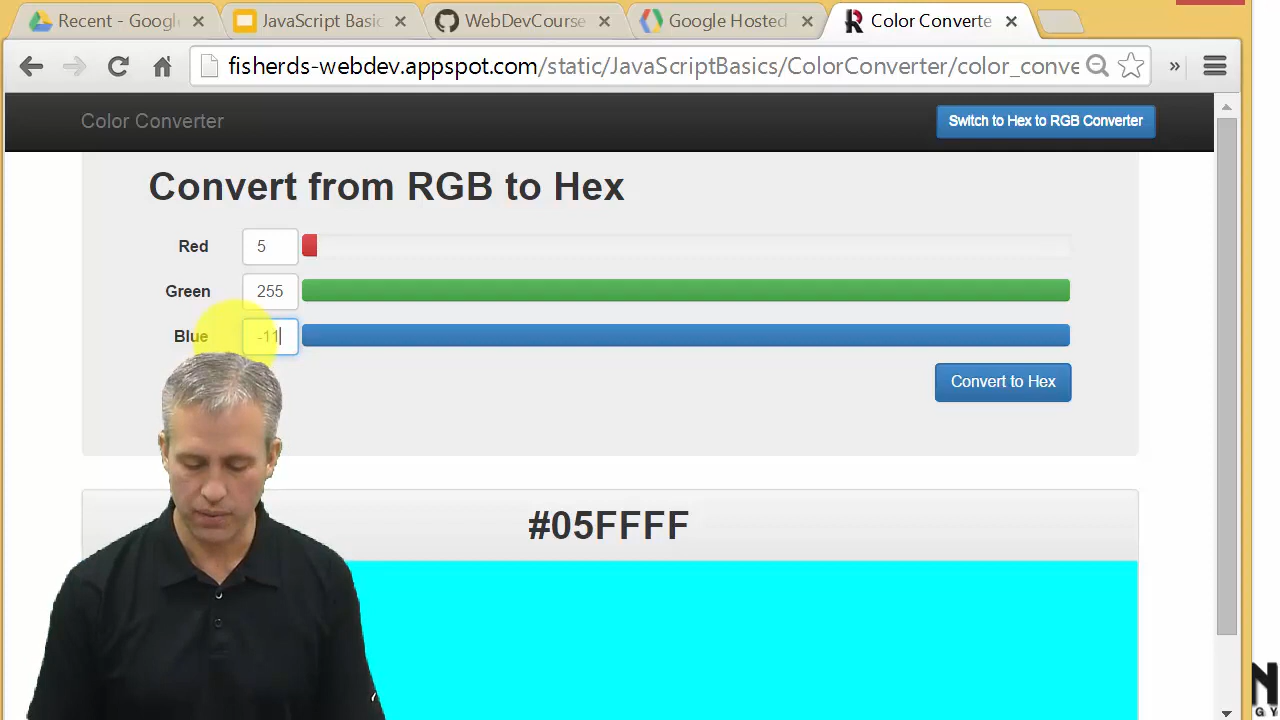 Recent - Google
JavaScript Basic
WebDevCourse
Google Hosted
Color Converte
fisherds-webdev.appspot.com/static/JavaScriptBasics/ColorConverter/color_conve
»
Color Converter
Switch to Hex to RGB Converter
Convert from RGB to Hex
Red 5
Green 255
Blue -11
Convert to Hex
#05FFFF